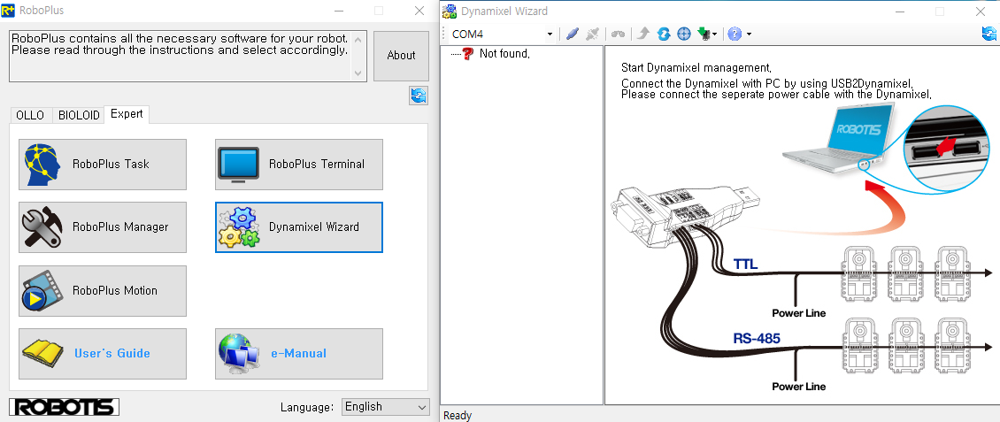 RoboPlus
RoboPlus contains all the necessary software for your robot.
Please read through the instructions and select accordingly.
About
OLLO
BIOLOID
Expert
RoboPlus Task
RoboPlus Terminal
RoboPlus Manager
Dynamixel Wizard
RoboPlus Motion
User's Guide
e-Manual
ROBOTIS
Language:
English
Dynamixel Wizard
COM4
Not found.
Start Dynamixel management.
Connect the Dynamixel with PC by using USB2Dynamixel.
Please connect the seperate power cable with the Dynamixel.
ROBOTIS
TTL
Power Line
RS-485
Power Line
Ready